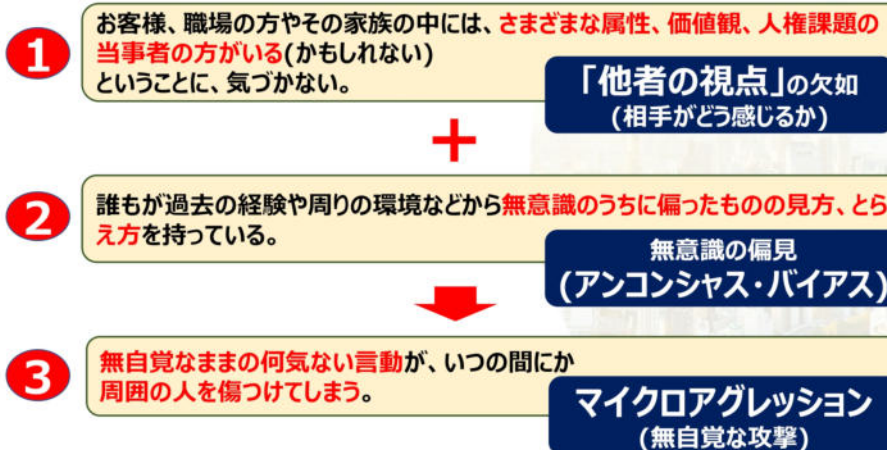 1
お客様、職場の方やその家族の中には、さまざまな属性、価値観、人権課題の
当事者の方がいる(かもしれない)
ということに、気づかない。
「他者の視点」の欠如
(相手がどう感じるか)
+
2
誰もが過去の経験や周りの環境などから無意識のうちに偏ったものの見方、とら
え方を持っている。
無意識の偏見
(アンコンシャス・バイアス)
3
無自覚なままの何気ない言動が、いつの間にか
周囲の人を傷つけてしまう。
マイクロアグレッション
(無自覚な攻撃)